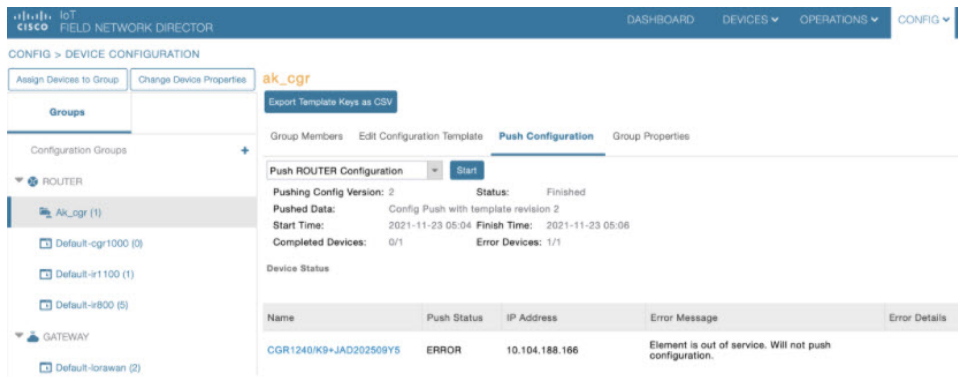 CISCO IoT
FIELD NETWORK DIRECTOR
DASHBOARD DEVICES OPERATIONS CONFIG
CONFIG > DEVICE CONFIGURATION
Assign Devices to Group Change Device Properties
Groups
Configuration Groups +
ROUTER
Ak_cgr (1)
Default-cgr1000 (0)
Default-ir1100 (1)
Default-ir800 (5)
GATEWAY
Default-lorawan (2)
ak_cgr
Export Template Keys as CSV
Group Members Edit Configuration Template Push Configuration Group Properties
Push ROUTER Configuration Start
Pushing Config Version: 2 Status: Finished
Pushed Data: Config Push with template revision 2
Start Time: 2021-11-23 05:04 Finish Time: 2021-11-23 05:06
Completed Devices: 0/1 Error Devices: 1/1
Device Status
Name Push Status IP Address Error Message Error Details
CGR1240/K9+JAD202509Y5 ERROR 10.104.188.166 Element is out of service. Will not push
configuration.